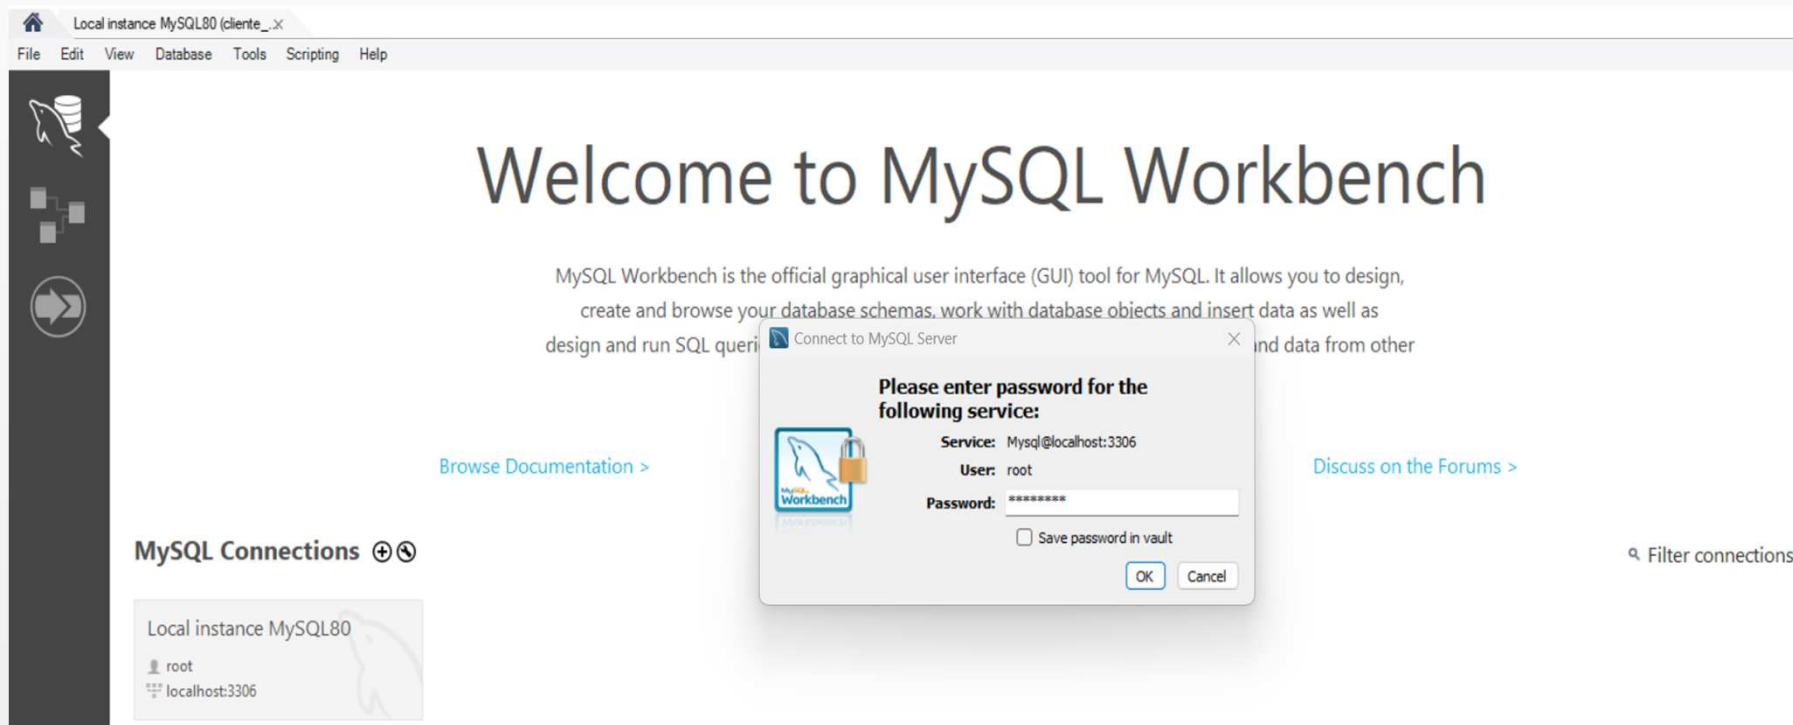 Local instance MySQL80 (cliente_..×
File Edit View Database Tools Scripting Help
Welcome to MySQL Workbench
MySQL Workbench is the official graphical user interface (GUI) tool for MySQL. It allows you to design,
create and browse your database schemas, work with database objects and insert data as well as
design and run SQL queri
nd data from other
Connect to MySQL Server
Please enter password for the
following service:
Service: Mysql@localhost:3306
User: root
Password: ********
Save password in vault
OK Cancel
MySQL Workbench
Browse Documentation >
Discuss on the Forums >
MySQL Connections
Filter connections
Local instance MySQL80
root
localhost:3306